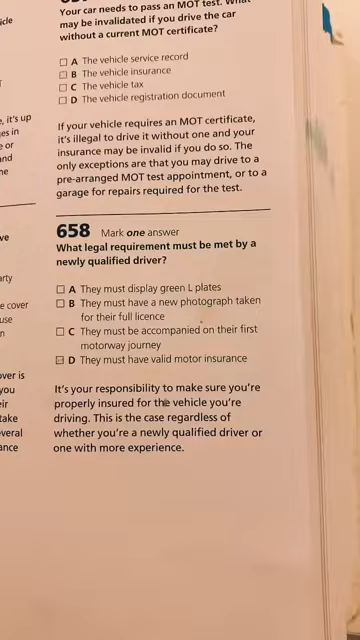 Your car needs to pass an MOT test. What
may be invalidated if you drive the car
without a current MOT certificate?
☐ A The vehicle service record
☐ B The vehicle insurance
☐ C The vehicle tax
☐ D The vehicle registration document
If your vehicle requires an MOT certificate,
it's illegal to drive it without one and your
insurance may be invalid if you do so. The
only exceptions are that you may drive to a
pre-arranged MOT test appointment, or to a
garage for repairs required for the test.
658 Mark one answer
What legal requirement must be met by a
newly qualified driver?
☐ A They must display green L plates
☐ B They must have a new photograph taken
for their full licence
☐ C They must be accompanied on their first
motorway journey
☐ D They must have valid motor insurance
It's your responsibility to make sure you're
properly insured for the vehicle you're
driving. This is the case regardless of
whether you're a newly qualified driver or
one with more experience.